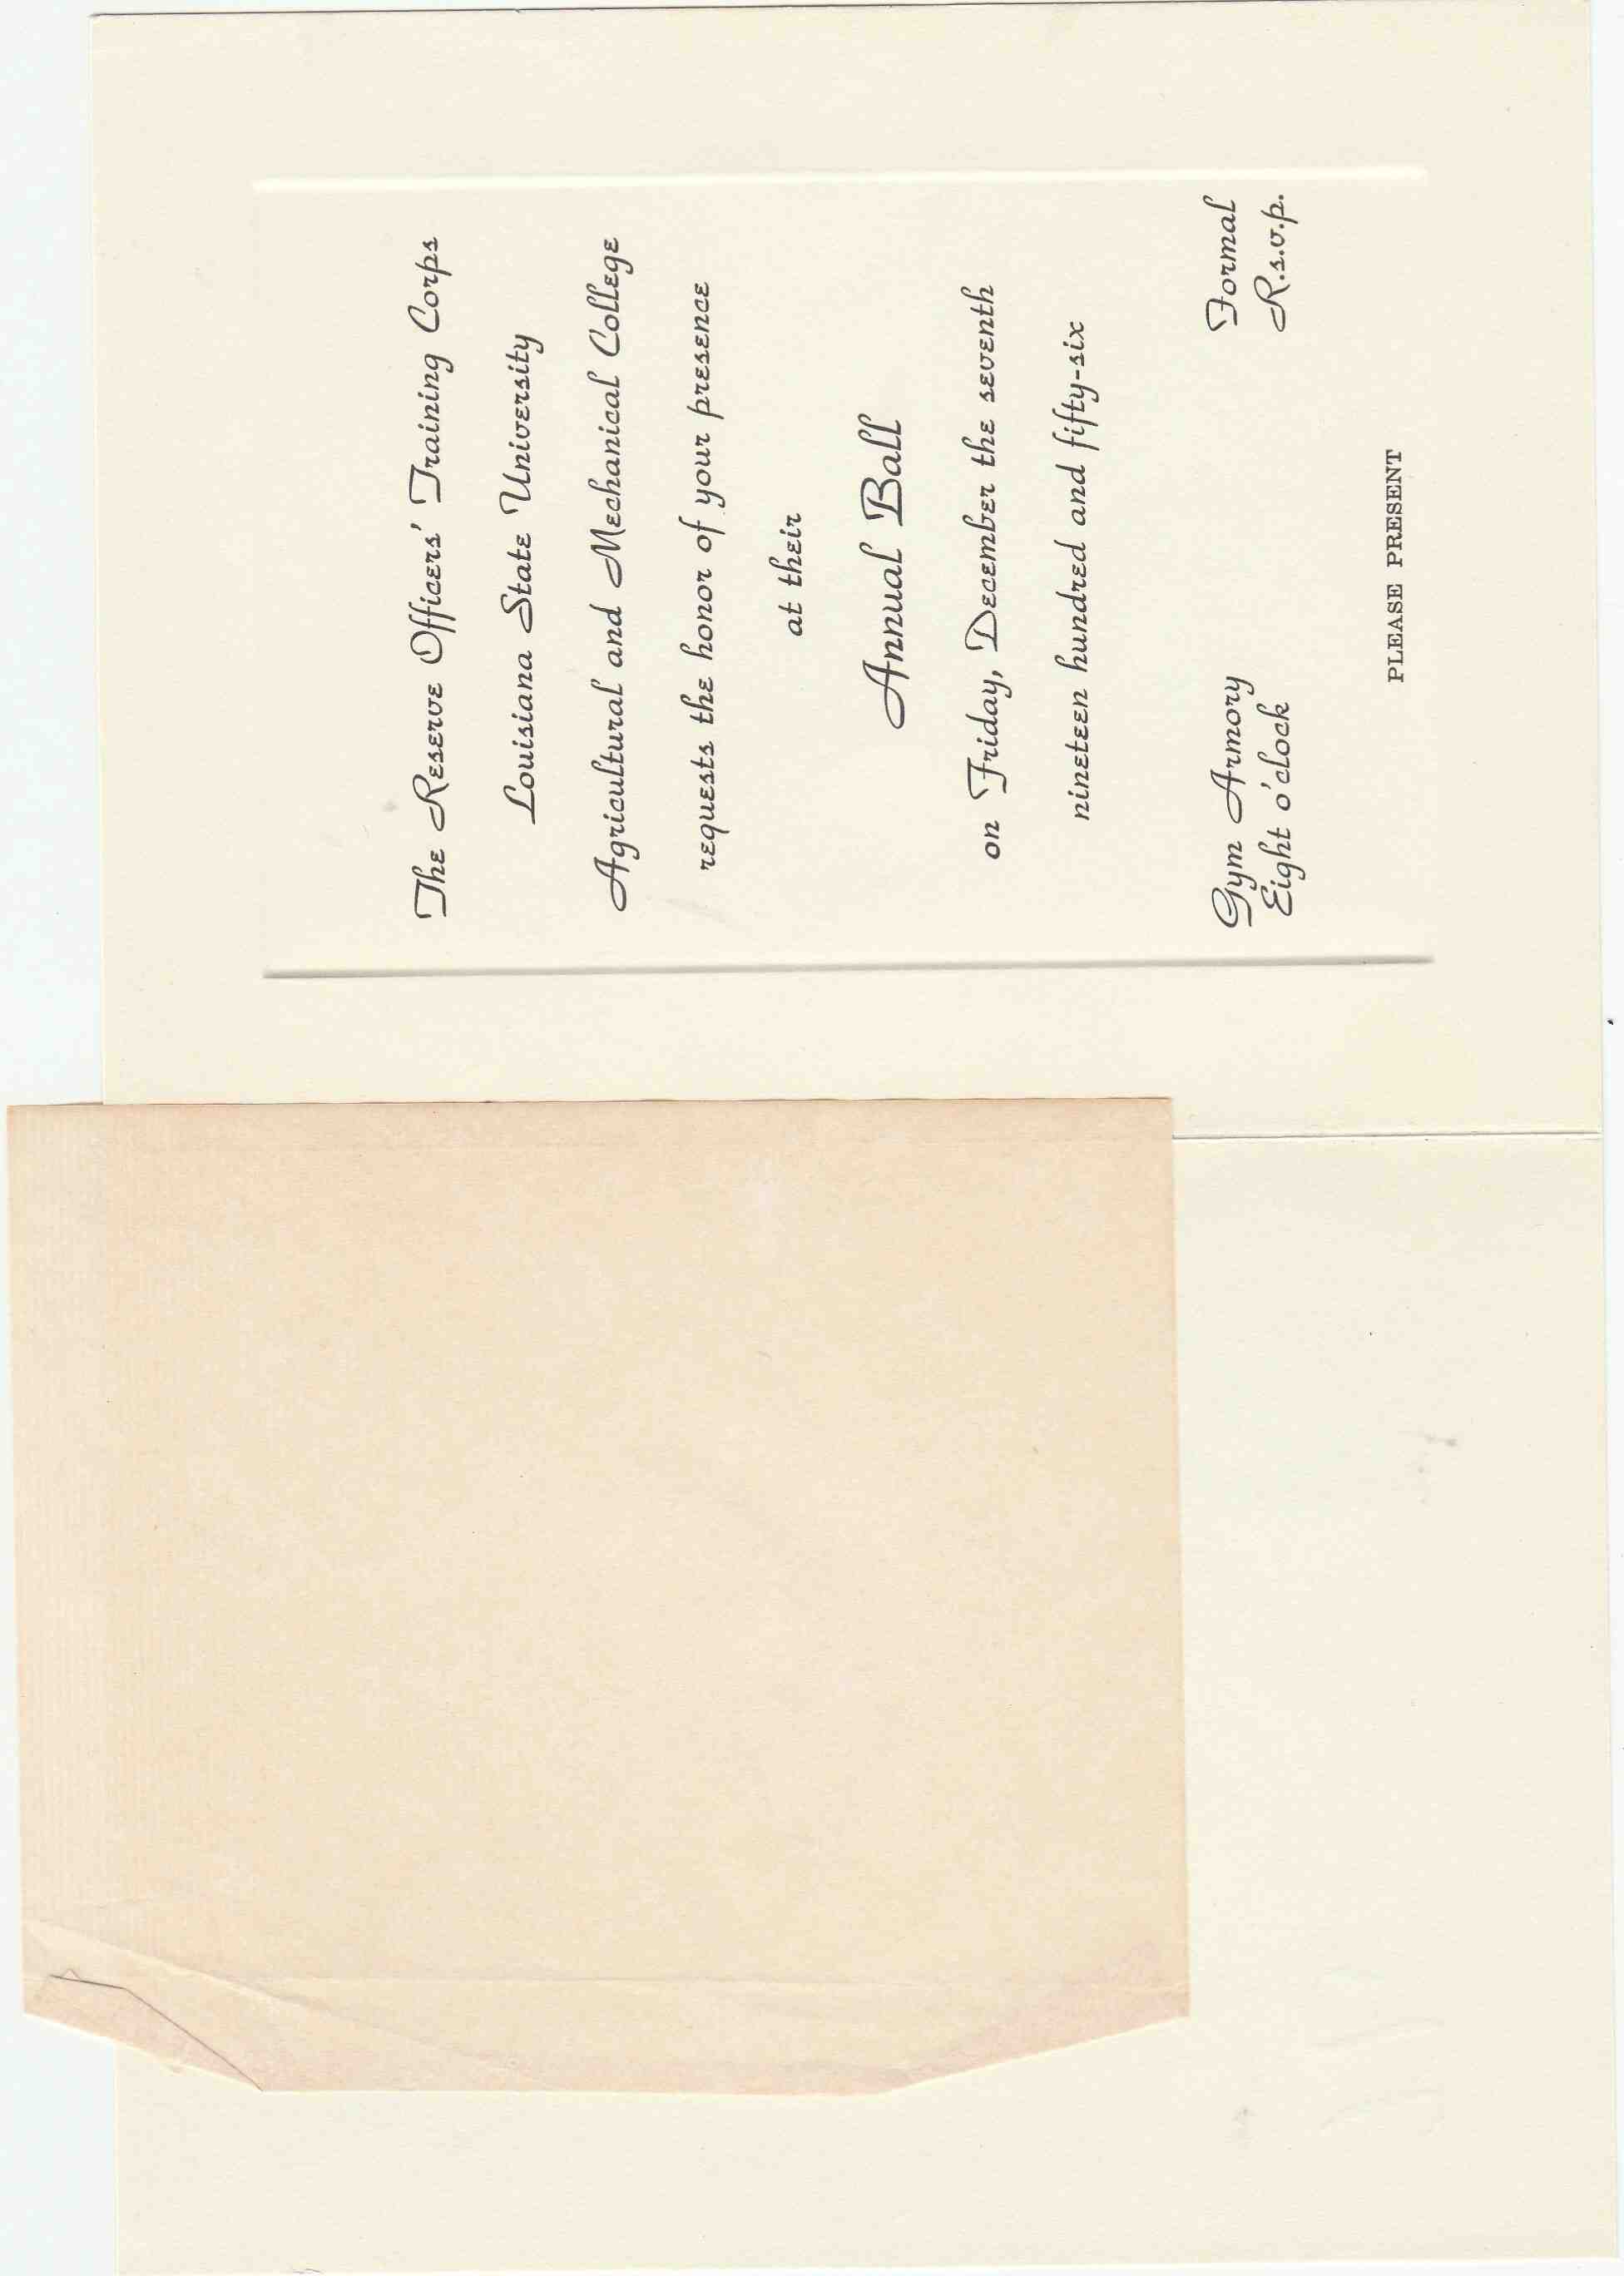 The Reserve Officers' Training Corps
Louisiana State University
Agricultural and Mechanical College
requests the honor of your presence
at their
Annual Ball
on Friday, December the seventh
nineteen hundred and fifty-six
Gym Armory
Eight o'clock
Formal
R.s.v.p.
PLEASE PRESENT